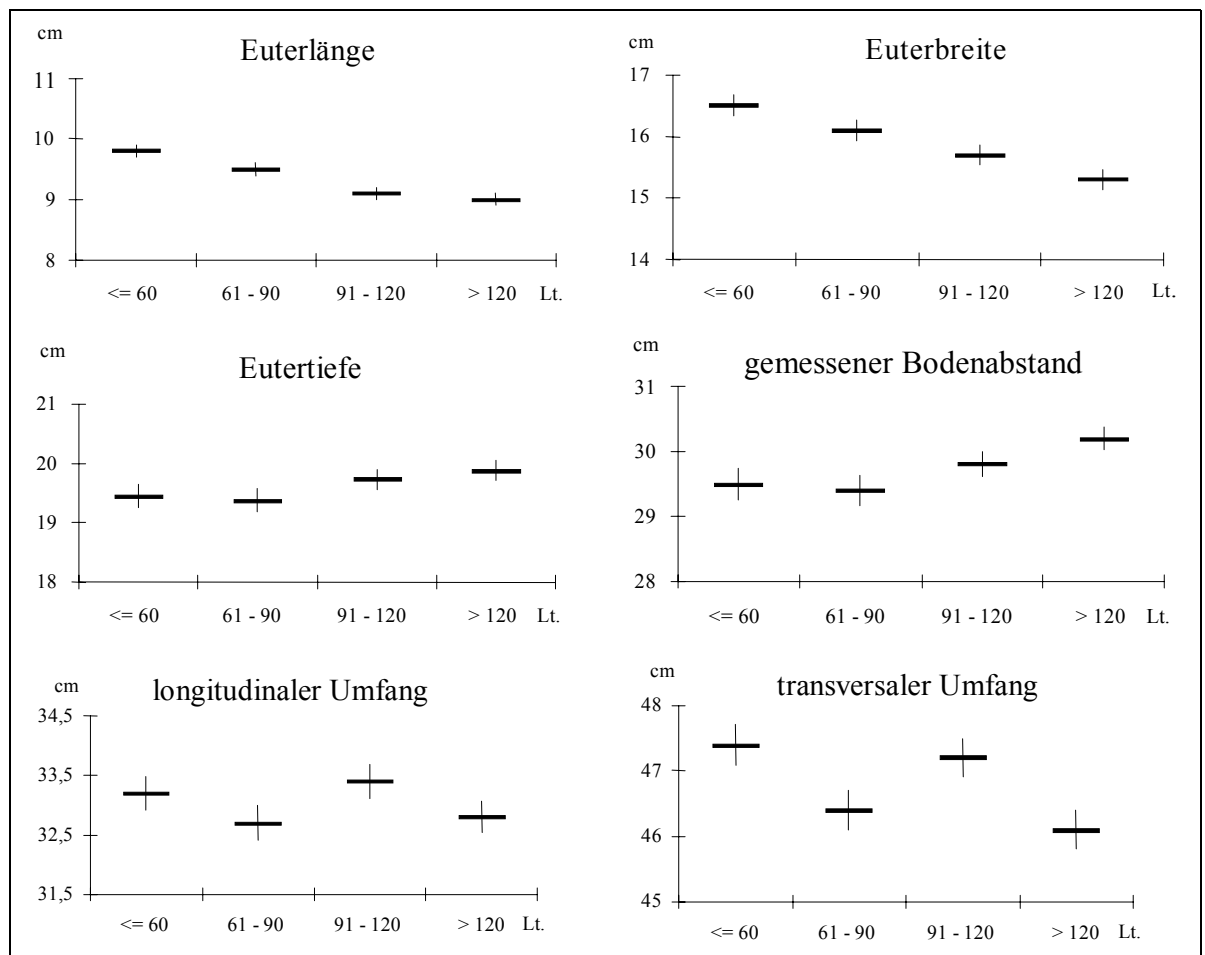 cm
Euterlänge
11
10
9
8
<= 60 61 - 90 91 - 120 > 120 Lt.
cm
Euterbreite
17
16
15
14
<= 60 61 - 90 91 - 120 > 120 Lt.
cm
Eutertiefe
21
20
19
18
<= 60 61 - 90 91 - 120 > 120 Lt.
cm
gemessener Bodenabstand
31
30
29
28
<= 60 61 - 90 91 - 120 > 120 Lt.
cm
longitudinaler Umfang
34,5
33,5
32,5
31,5
<= 60 61 - 90 91 - 120 > 120 Lt.
cm
transversaler Umfang
48
47
46
45
<= 60 61 - 90 91 - 120 > 120 Lt.